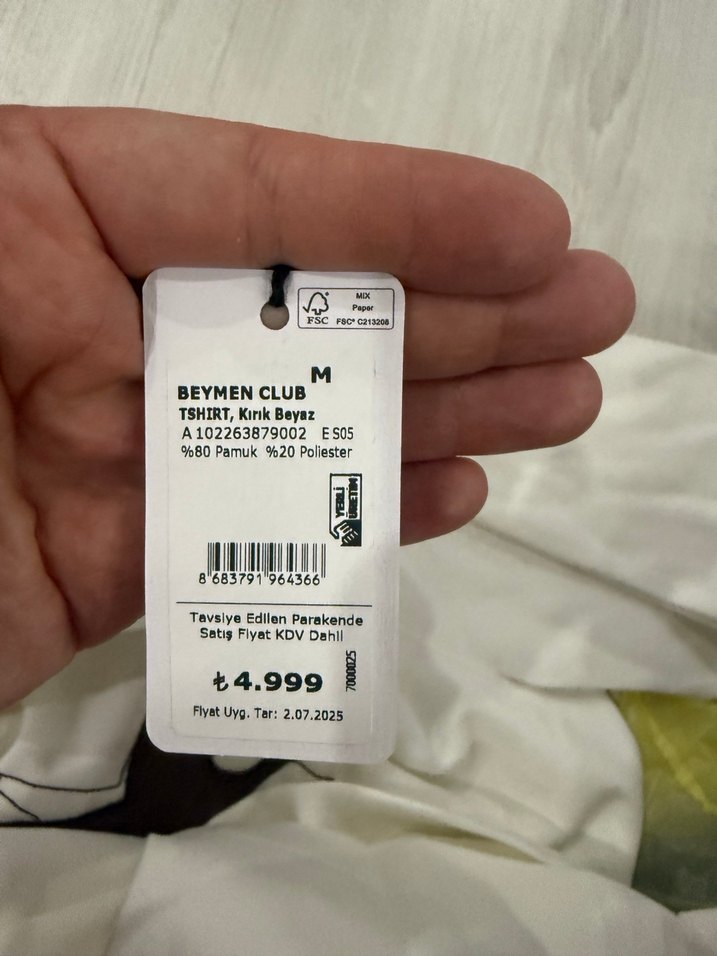 MIX
Paper
FSC
FSC® C213208
M
BEYMEN CLUB
TSHIRT, Kırık Beyaz
A 102263879002 E S05
%80 Pamuk %20 Poliester
YERLİ
ÜRETİM
8 683791 964366
Tavsiye Edilen Parakende
Satış Fiyat KDV Dahil
₺4.999
7000025
Fiyat Uyg. Tar: 2.07.2025